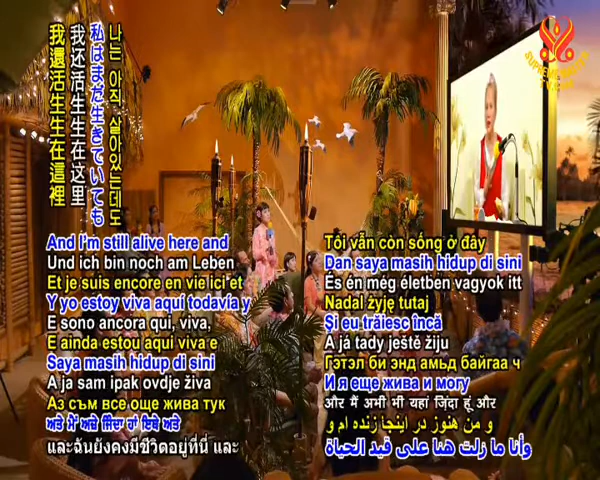 나는 아직 살아있는데도
私はまだ生きていても
我还活生生在这里
我還活生生在這裡
And I'm still alive here and
Und ich bin noch am Leben
Et je suis encore en vie ici et
Y yo estoy viva aquí todavía y
E sono ancora qui, viva,
E ainda estou aqui viva e
Saya masih hidup di sini
A ja sam ipak ovdje živa
Аз съм все още жива тук
ਅਤੇ ਮੈਂ ਅਜੇ ਜਿੰਦਾ ਹਾਂ ਇਥੇ ਅਤੇ
และฉันยังคงมีชีวิตอยู่ที่นี่ และ
Tôi vẫn còn sống ở đây
Dan saya masih hidup di sini
És én még életben vagyok itt
Nadal żyję tutaj
Şi eu trăiesc încă
A já tady ještě žiju
Гэтэл би энд амьд байгаа ч
И я еще жива и могу
और मैं अभी भी यहां जिंदा हूं और
و من هنوز در اینجا زنده ام و
وأنا ما زلت هنا على قيد الحياة